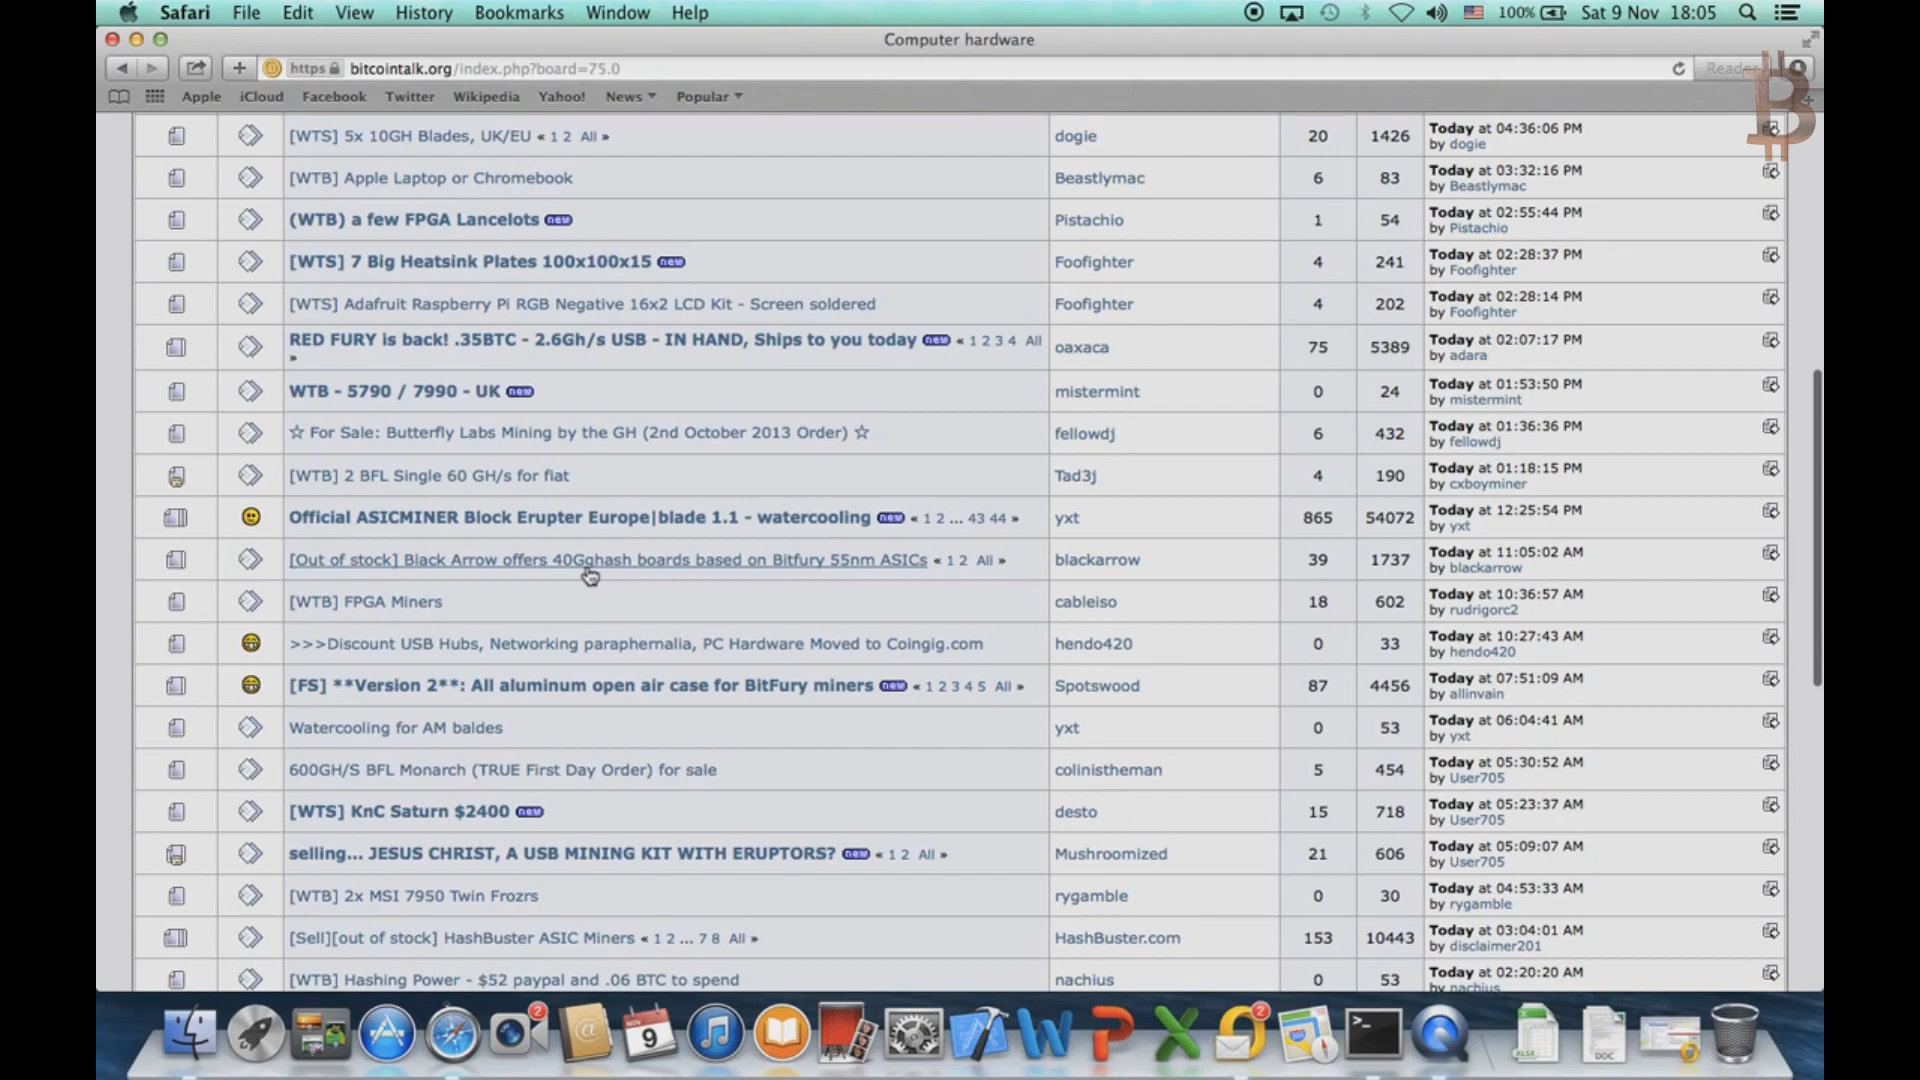 Safari File Edit View History Bookmarks Window Help 100% Sat 9 Nov 18:05
Computer hardware
https bitcointalk.org/index.php?board=75.0 Reader
Apple iCloud Facebook Twitter Wikipedia Yahoo! News Popular
[WTS] 5x 10GH Blades, UK/EU « 1 2 All » dogie 20 1426 Today at 04:36:06 PM
by dogie
[WTB] Apple Laptop or Chromebook Beastlymac 6 83 Today at 03:32:16 PM
by Beastlymac
(WTB) a few FPGA Lancelots new Pistachio 1 54 Today at 02:55:44 PM
by Pistachio
[WTS] 7 Big Heatsink Plates 100x100x15 new Foofighter 4 241 Today at 02:28:37 PM
by Foofighter
[WTS] Adafruit Raspberry Pi RGB Negative 16x2 LCD Kit - Screen soldered Foofighter 4 202 Today at 02:28:14 PM
by Foofighter
RED FURY is back! .35BTC - 2.6Gh/s USB - IN HAND, Ships to you today new « 1 2 3 4 All
» oaxaca 75 5389 Today at 02:07:17 PM
by adara
WTB - 5790 / 7990 - UK new mistermint 0 24 Today at 01:53:50 PM
by mistermint
☆ For Sale: Butterfly Labs Mining by the GH (2nd October 2013 Order) ☆ fellowdj 6 432 Today at 01:36:36 PM
by fellowdj
[WTB] 2 BFL Single 60 GH/s for fiat Tad3j 4 190 Today at 01:18:15 PM
by cxboyminer
Official ASICMINER Block Erupter Europe|blade 1.1 - watercooling new « 1 2 ... 43 44 » yxt 865 54072 Today at 12:25:54 PM
by yxt
[Out of stock] Black Arrow offers 40Gghash boards based on Bitfury 55nm ASICs « 1 2 All » blackarrow 39 1737 Today at 11:05:02 AM
by blackarrow
[WTB] FPGA Miners cableiso 18 602 Today at 10:36:57 AM
by rudrigorc2
>>>Discount USB Hubs, Networking paraphernalia, PC Hardware Moved to Coingig.com hendo420 0 33 Today at 10:27:43 AM
by hendo420
[FS] **Version 2**: All aluminum open air case for BitFury miners new « 1 2 3 4 5 All » Spotswood 87 4456 Today at 07:51:09 AM
by allinvain
Watercooling for AM baldes yxt 0 53 Today at 06:04:41 AM
by yxt
600GH/S BFL Monarch (TRUE First Day Order) for sale colinistheman 5 454 Today at 05:30:52 AM
by User705
[WTS] KnC Saturn $2400 new desto 15 718 Today at 05:23:37 AM
by User705
selling... JESUS CHRIST, A USB MINING KIT WITH ERUPTORS? new « 1 2 All » Mushroomized 21 606 Today at 05:09:07 AM
by User705
[WTB] 2x MSI 7950 Twin Frozrs rygamble 0 30 Today at 04:53:33 AM
by rygamble
[Sell][out of stock] HashBuster ASIC Miners « 1 2 ... 7 8 All » HashBuster.com 153 10443 Today at 03:04:01 AM
by disclaimer201
[WTB] Hashing Power - $52 paypal and .06 BTC to spend nachius 0 53 Today at 02:20:20 AM
by nachius
2 NOV 9 2 XLSX DOC